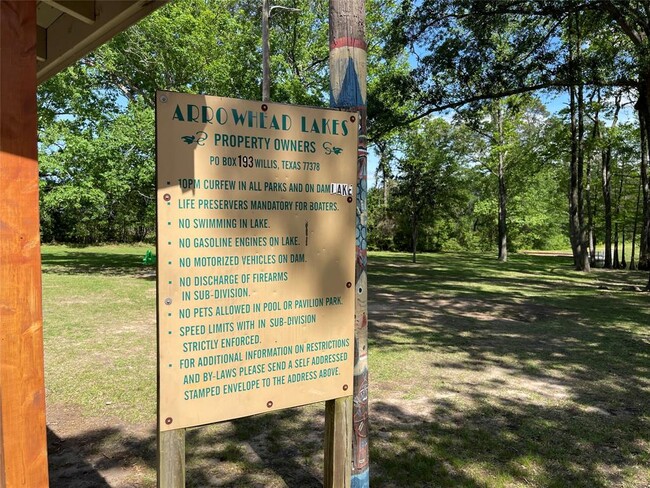 ARROWHEAD LAKES
PROPERTY OWNERS
PO BOX 193 WILLIS, TEXAS 77378
• 10PM CURFEW IN ALL PARKS AND ON DAM LAKE
• LIFE PRESERVERS MANDATORY FOR BOATERS.
• NO SWIMMING IN LAKE.
• NO GASOLINE ENGINES ON LAKE.
• NO MOTORIZED VEHICLES ON DAM.
• NO DISCHARGE OF FIREARMS
IN SUB-DIVISION.
• NO PETS ALLOWED IN POOL OR PAVILION PARK.
• SPEED LIMITS WITH IN SUB-DIVISION
STRICTLY ENFORCED.
• FOR ADDITIONAL INFORMATION ON RESTRICTIONS
AND BY-LAWS PLEASE SEND A SELF ADDRESSED
STAMPED ENVELOPE TO THE ADDRESS ABOVE.